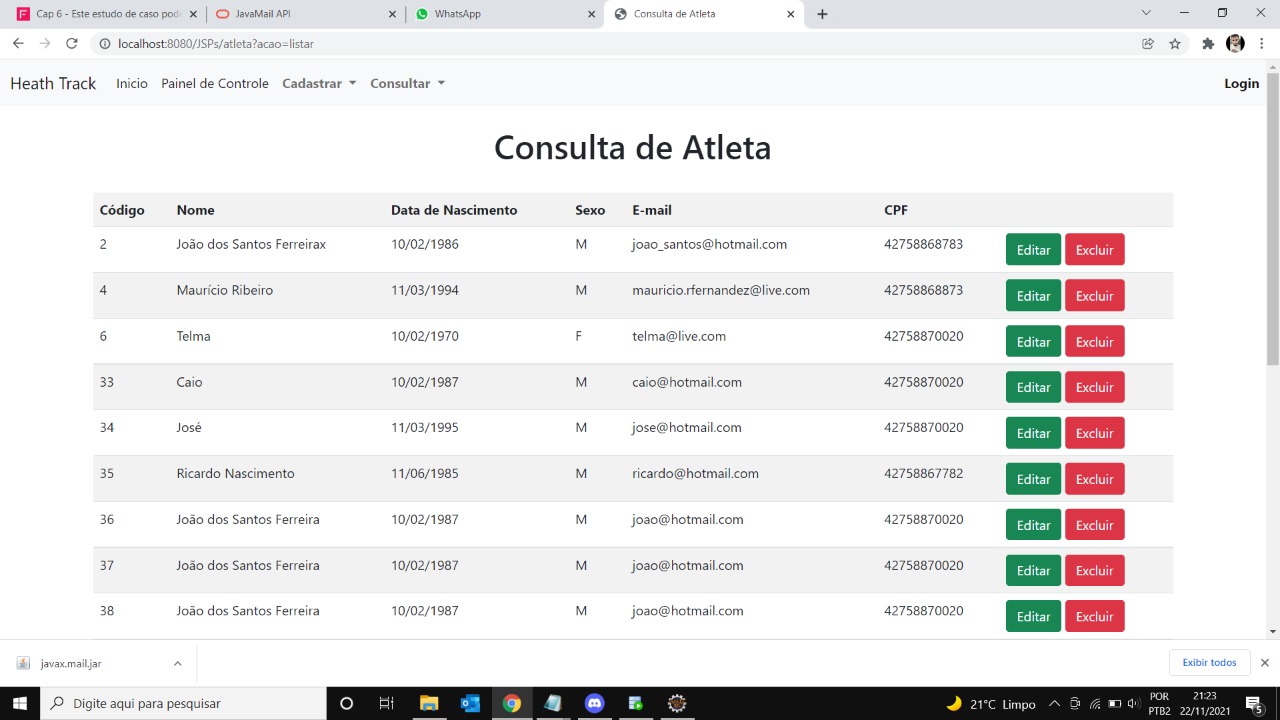 Cap 6 - Este estudo de caso pode
JavaMail API
WhatsApp
Consulta de Atleta
localhost:8080/JSPs/atleta?acao=listar
Heath Track Inicio Painel de Controle Cadastrar Consultar Login
Consulta de Atleta
Código Nome Data de Nascimento Sexo E-mail CPF
2 João dos Santos Ferreirax 10/02/1986 M joao_santos@hotmail.com 42758868783 Editar Excluir
4 Maurício Ribeiro 11/03/1994 M mauricio.rfernandez@live.com 42758868873 Editar Excluir
6 Telma 10/02/1970 F telma@live.com 42758870020 Editar Excluir
33 Caio 10/02/1987 M caio@hotmail.com 42758870020 Editar Excluir
34 José 11/03/1995 M jose@hotmail.com 42758870020 Editar Excluir
35 Ricardo Nascimento 11/06/1985 M ricardo@hotmail.com 42758867782 Editar Excluir
36 João dos Santos Ferreira 10/02/1987 M joao@hotmail.com 42758870020 Editar Excluir
37 João dos Santos Ferreira 10/02/1987 M joao@hotmail.com 42758870020 Editar Excluir
38 João dos Santos Ferreira 10/02/1987 M joao@hotmail.com 42758870020 Editar Excluir
javax.mail.jar Exibir todos
Digite aqui para pesquisar
21°C Limpo
POR
PTB2
21:23
22/11/2021
5